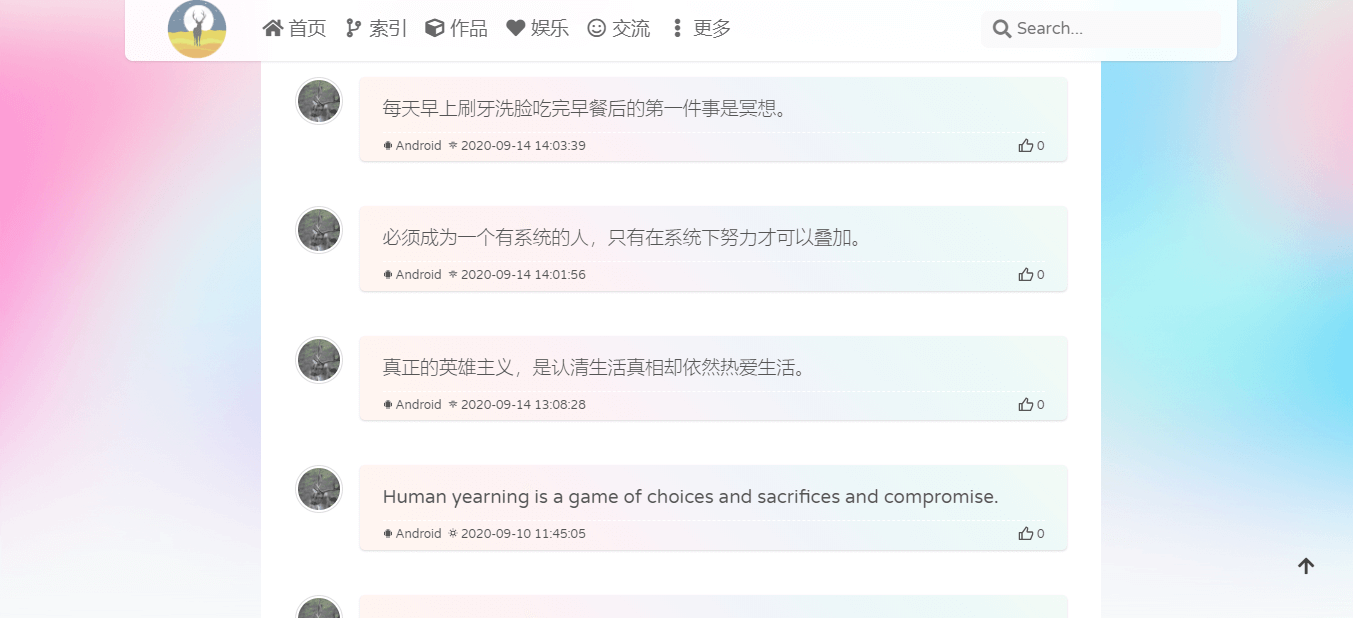 首页 索引 作品 娱乐 交流 更多 Search...
每天早上刷牙洗脸吃完早餐后的第一件事是冥想。
Android 2020-09-14 14:03:39 0
必须成为一个有系统的人，只有在系统下努力才可以叠加。
Android 2020-09-14 14:01:56 0
真正的英雄主义，是认清生活真相却依然热爱生活。
Android 2020-09-14 13:08:28 0
Human yearning is a game of choices and sacrifices and compromise.
Android 2020-09-10 11:45:05 0